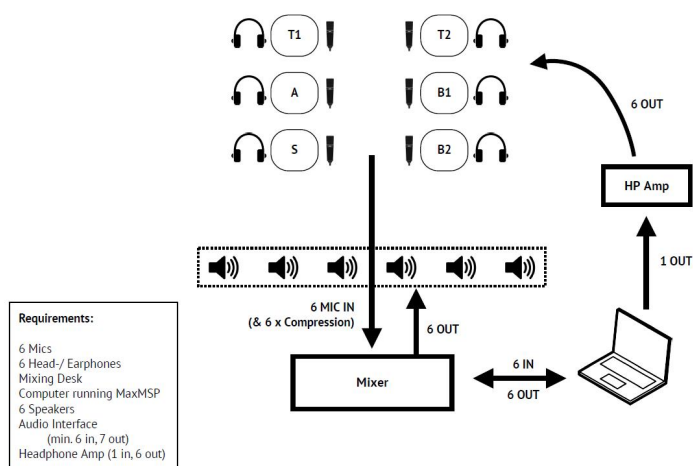 T1
T2
A
B1
S
B2
6 OUT
HP Amp
1 OUT
6 MIC IN
(& 6 x Compression)
6 OUT
Mixer
6 IN
6 OUT
Requirements:
6 Mics
6 Head-/ Earphones
Mixing Desk
Computer running MaxMSP
6 Speakers
Audio Interface
(min. 6 in, 7 out)
Headphone Amp (1 in, 6 out)